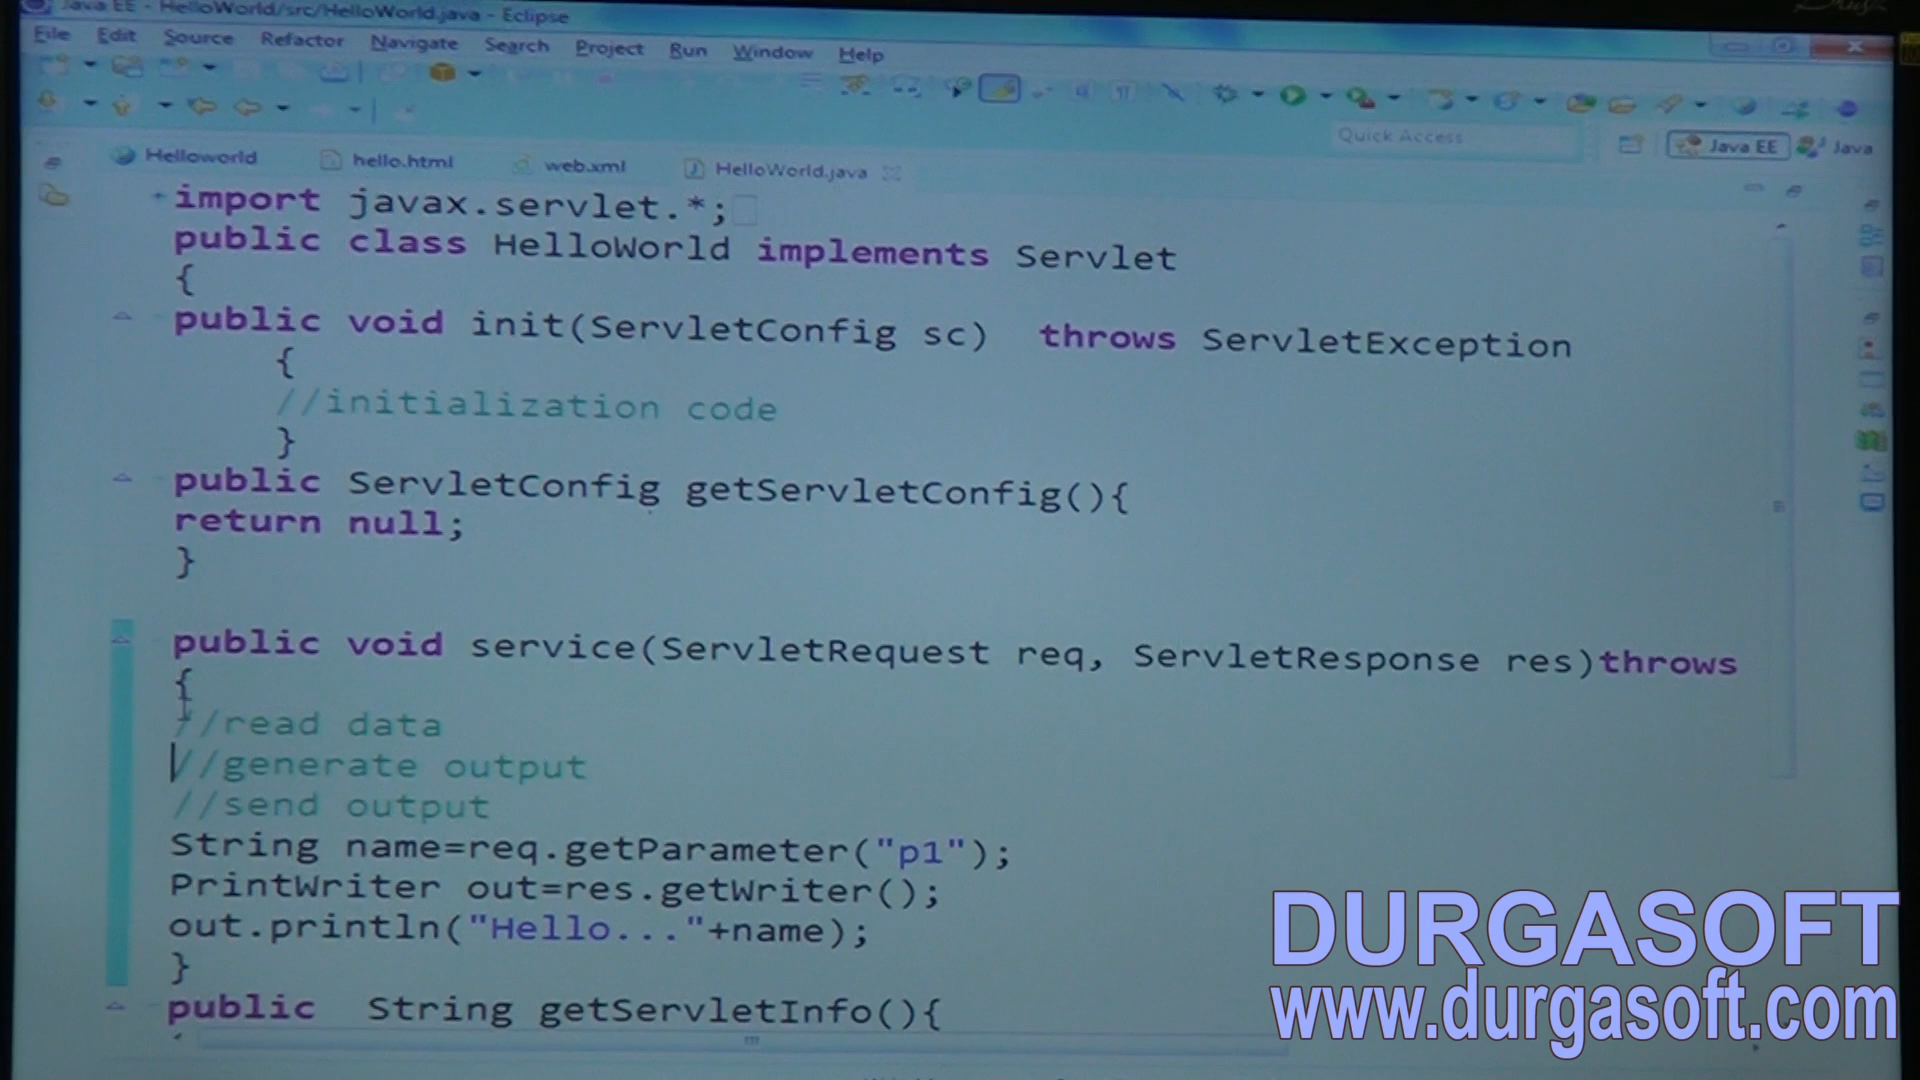 Java EE - HelloWorld/src/HelloWorld.java - Eclipse
File Edit Source Refactor Navigate Search Project Run Window Help
Quick Access
Java EE Java
Helloworld hello.html web.xml HelloWorld.java
import javax.servlet.*;
public class HelloWorld implements Servlet
{
public void init(ServletConfig sc) throws ServletException
{
//initialization code
}
public ServletConfig getServletConfig(){
return null;
}
public void service(ServletRequest req, ServletResponse res)throws
{
//read data
//generate output
//send output
String name=req.getParameter("p1");
PrintWriter out=res.getWriter();
out.println("Hello..."+name);
}
public String getServletInfo(){
DURGASOFT
www.durgasoft.com